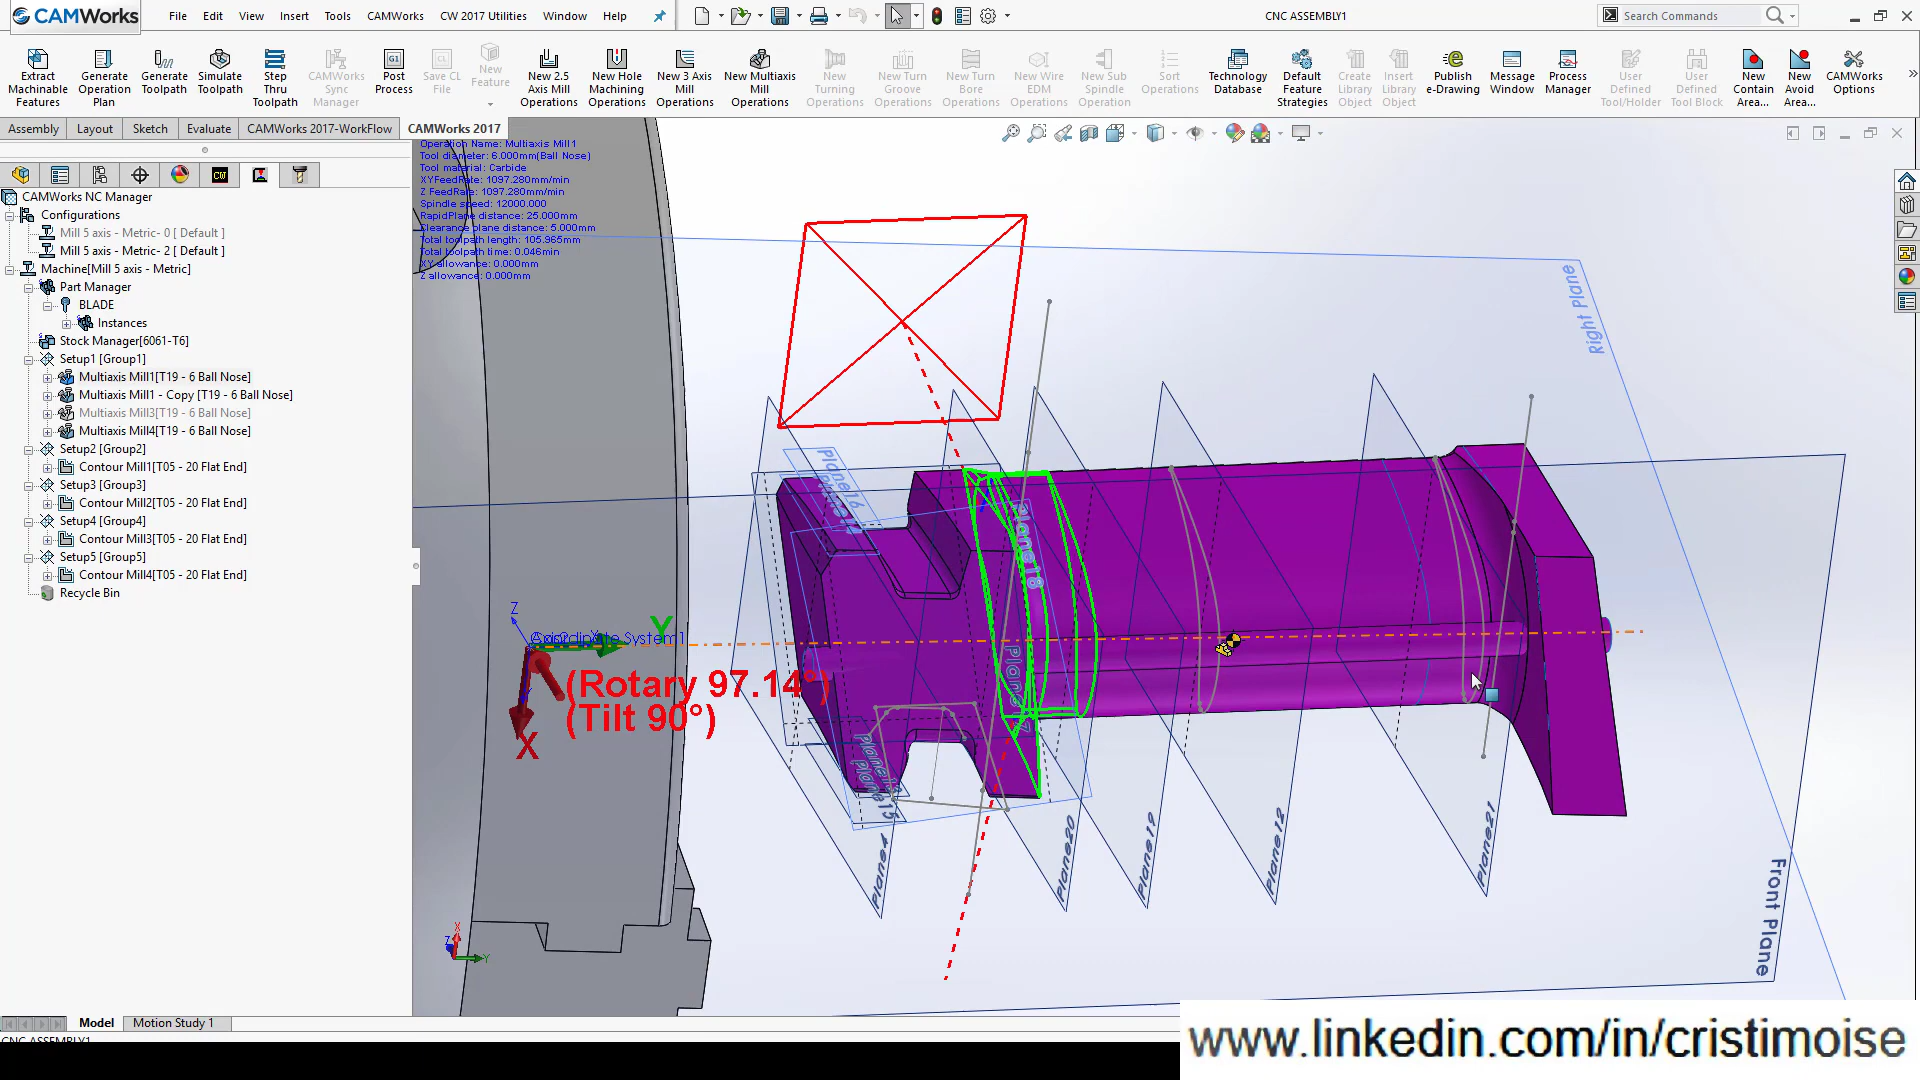 CAMWorks
File Edit View Insert Tools CAMWorks CW 2017 Utilities Window Help
CNC ASSEMBLY1
Search Commands
Extract Machinable Features
Generate Operation Plan
Generate Toolpath
Simulate Toolpath
Step Thru Toolpath
CAMWorks Sync Manager
Post Process
Save CL File
New Feature
New 2.5 Axis Mill Operations
New Hole Machining Operations
New 3 Axis Mill Operations
New Multiaxis Mill Operations
New Turning Operations
New Turn Groove Operations
New Turn Bore Operations
New Wire EDM Operations
New Sub Spindle Operation
Sort Operations
Technology Database
Default Feature Strategies
Create Library Object
Insert Library Object
Publish e-Drawing
Message Window
Process Manager
User Defined Tool/Holder
User Defined Tool Block
New Contain Area...
New Avoid Area...
CAMWorks Options
Assembly Layout Sketch Evaluate CAMWorks 2017-WorkFlow CAMWorks 2017
CAMWorks NC Manager
Configurations
Mill 5 axis - Metric- 0 [ Default ]
Mill 5 axis - Metric- 2 [ Default ]
Machine[Mill 5 axis - Metric]
Part Manager
BLADE
Instances
Stock Manager[6061-T6]
Setup1 [Group1]
Multiaxis Mill1[T19 - 6 Ball Nose]
Multiaxis Mill1 - Copy [T19 - 6 Ball Nose]
Multiaxis Mill3[T19 - 6 Ball Nose]
Multiaxis Mill4[T19 - 6 Ball Nose]
Setup2 [Group2]
Contour Mill1[T05 - 20 Flat End]
Setup3 [Group3]
Contour Mill2[T05 - 20 Flat End]
Setup4 [Group4]
Contour Mill3[T05 - 20 Flat End]
Setup5 [Group5]
Contour Mill4[T05 - 20 Flat End]
Recycle Bin
Operation Name: Multiaxis Mill1
Tool diameter: 6.000mm(Ball Nose)
Tool material: Carbide
XYFeedRate: 1097.280mm/min
Z FeedRate: 1097.280mm/min
Spindle speed: 12000.000
RapidPlane distance: 25.000mm
Clearance plane distance: 5.000mm
Total toolpath length: 105.965mm
Total toolpath time: 0.046min
XY allowance: 0.000mm
Z allowance: 0.000mm
Right Plane
Plane16
Plane18
Z
Y
(Rotary 97.14°)
(Tilt 90°)
X
Plane15
Plane4
Plane20
Plane19
Plane12
Plane21
Front Plane
X
Z
Y
Model Motion Study 1
CNC ASSEMBLY1
www.linkedin.com/in/cristimoise